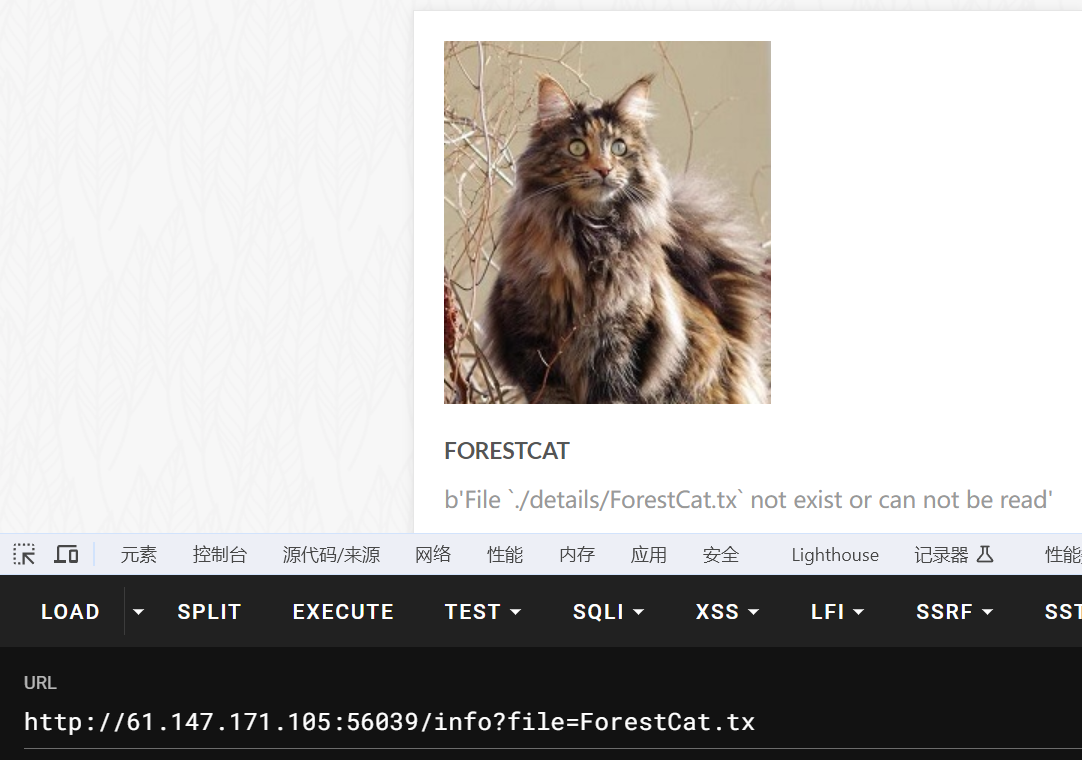 FORESTCAT
b'File `./details/ForestCat.tx` not exist or can not be read'
元素 控制台 源代码/来源 网络 性能 内存 应用 安全 Lighthouse 记录器 性能
LOAD SPLIT EXECUTE TEST SQLI XSS LFI SSRF SST
URL
http://61.147.171.105:56039/info?file=ForestCat.tx